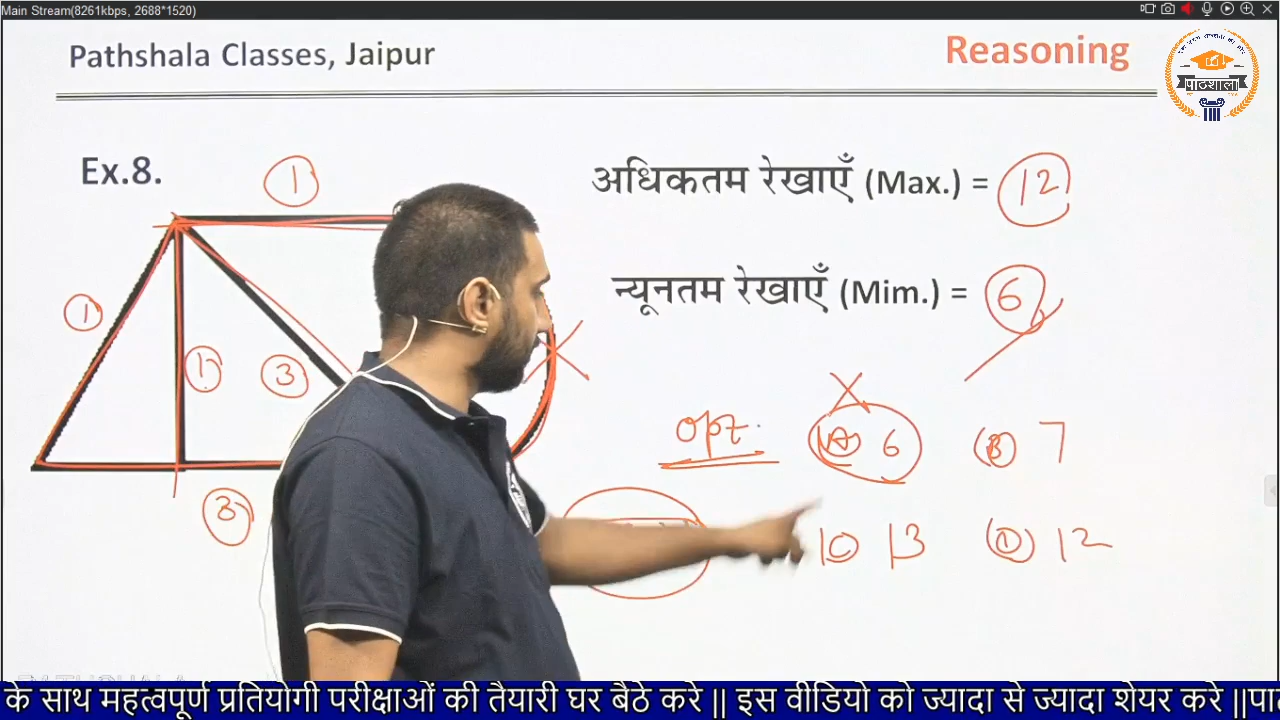 Main Stream(8261kbps, 2688*1520)
Pathshala Classes, Jaipur
Reasoning
पाठशाला
Ex.8.
1
अधिकतम रेखाएँ (Max.) = 12
न्यूनतम रेखाएँ (Mim.) = 6
1
1
3
3
opt. (A) 6 (B) 7
(C) 13 (D) 12
के साथ महत्वपूर्ण प्रतियोगी परीक्षाओं की तैयारी घर बैठे करे || इस वीडियो को ज्यादा से ज्यादा शेयर करे ||पा